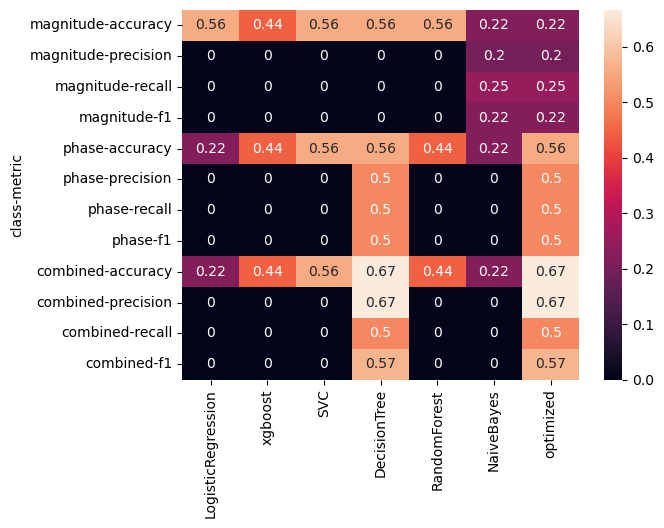 class-metric
magnitude-accuracy 0.56 0.44 0.56 0.56 0.56 0.22 0.22
magnitude-precision 0 0 0 0 0 0.2 0.2
magnitude-recall 0 0 0 0 0 0.25 0.25
magnitude-f1 0 0 0 0 0 0.22 0.22
phase-accuracy 0.22 0.44 0.56 0.56 0.44 0.22 0.56
phase-precision 0 0 0 0.5 0 0 0.5
phase-recall 0 0 0 0.5 0 0 0.5
phase-f1 0 0 0 0.5 0 0 0.5
combined-accuracy 0.22 0.44 0.56 0.67 0.44 0.22 0.67
combined-precision 0 0 0 0.67 0 0 0.67
combined-recall 0 0 0 0.5 0 0 0.5
combined-f1 0 0 0 0.57 0 0 0.57
LogisticRegression
xgboost
SVC
DecisionTree
RandomForest
NaiveBayes
optimized
0.6
0.5
0.4
0.3
0.2
0.1
0.0